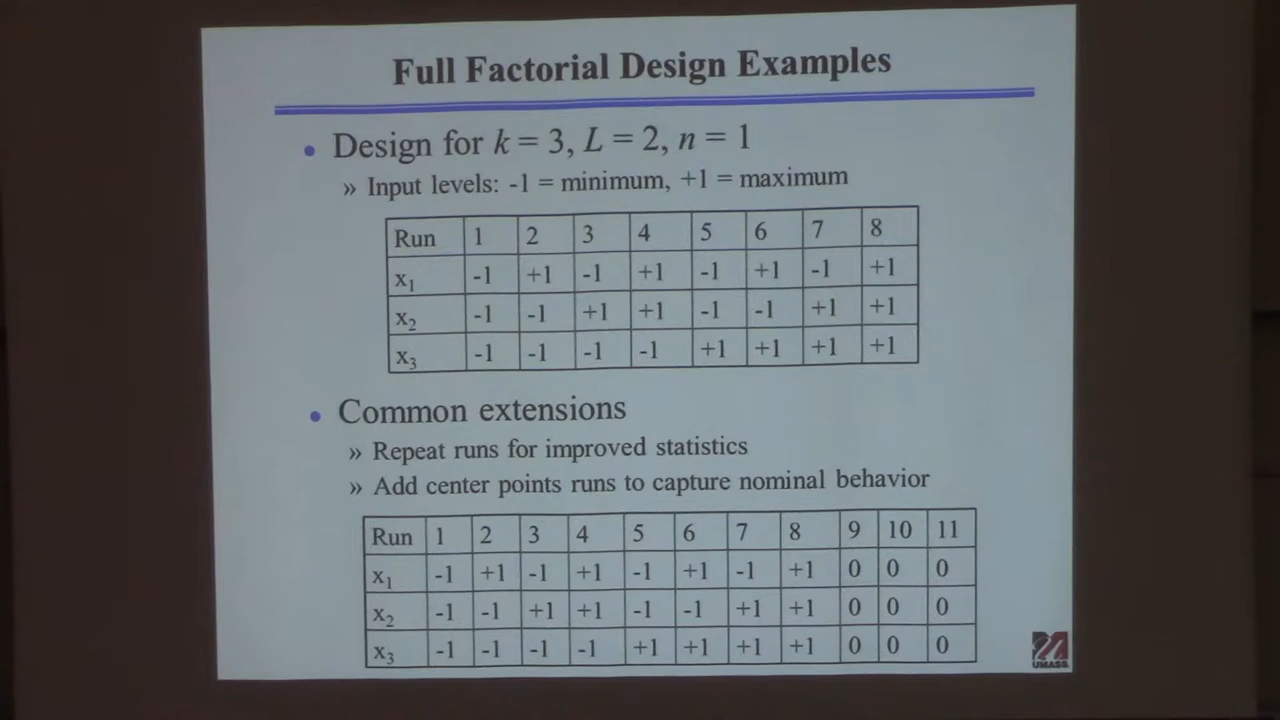 Full Factorial Design Examples
• Design for k = 3, L = 2, n = 1
» Input levels: -1 = minimum, +1 = maximum
Run 1 2 3 4 5 6 7 8
x₁ -1 +1 -1 +1 -1 +1 -1 +1
x₂ -1 -1 +1 +1 -1 -1 +1 +1
x₃ -1 -1 -1 -1 +1 +1 +1 +1
• Common extensions
» Repeat runs for improved statistics
» Add center points runs to capture nominal behavior
Run 1 2 3 4 5 6 7 8 9 10 11
x₁ -1 +1 -1 +1 -1 +1 -1 +1 0 0 0
x₂ -1 -1 +1 +1 -1 -1 +1 +1 0 0 0
x₃ -1 -1 -1 -1 +1 +1 +1 +1 0 0 0
UMASS